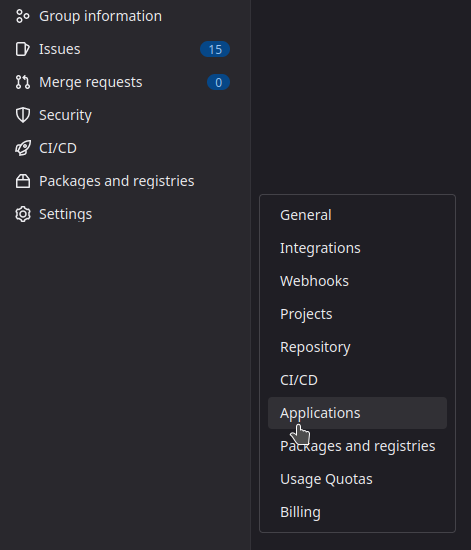 Group information
Issues 15
Merge requests 0
Security
CI/CD
Packages and registries
Settings
General
Integrations
Webhooks
Projects
Repository
CI/CD
Applications
Packages and registries
Usage Quotas
Billing